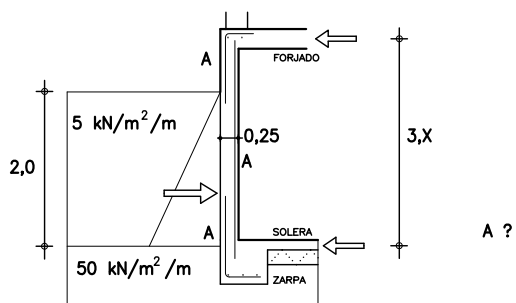 A
FORJADO
5 kN/m²/m
0,25
3,X
2,0
A
A
SOLERA
A ?
50 kN/m²/m
ZARPA